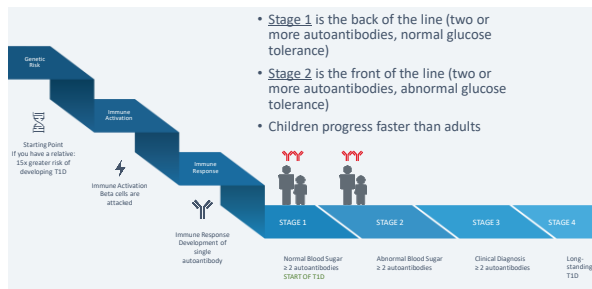 • Stage 1 is the back of the line (two or
more autoantibodies, normal glucose
tolerance)
• Stage 2 is the front of the line (two or
more autoantibodies, abnormal glucose
tolerance)
• Children progress faster than adults
Genetic
Risk
Starting Point
If you have a relative:
15x greater risk of
developing T1D
Immune
Activation
Immune Activation
Beta cells are
attacked
Immune
Response
Immune Response
Development of
single
autoantibody
STAGE 1
Normal Blood Sugar
≥ 2 autoantibodies
START OF T1D
STAGE 2
Abnormal Blood Sugar
≥ 2 autoantibodies
STAGE 3
Clinical Diagnosis
≥ 2 autoantibodies
STAGE 4
Long-
standing
T1D